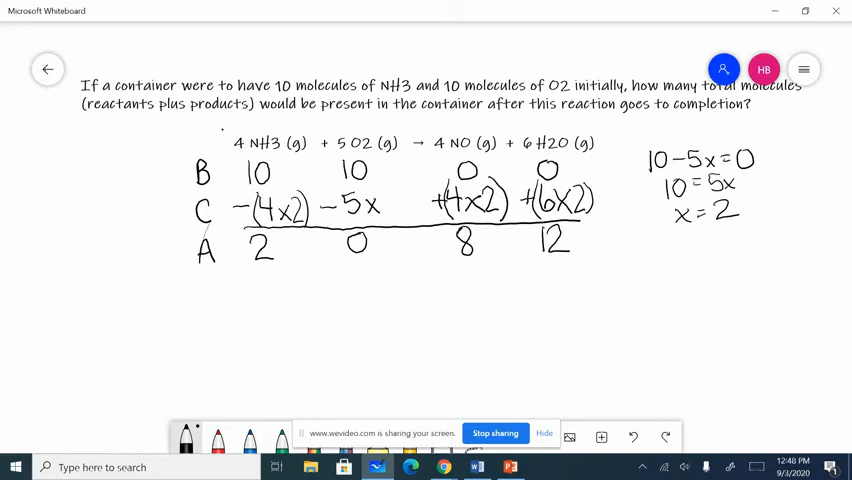 Microsoft Whiteboard
HB
If a container were to have 10 molecules of NH3 and 10 molecules of O2 initially, how many total molecules
(reactants plus products) would be present in the container after this reaction goes to completion?
4 NH3 (g) + 5 O2 (g) → 4 NO (g) + 6 H2O (g)
B 10 10 0 0
C -(4x2) -5x +(4x2) +(6x2)
A 2 0 8 12
10-5x=0
10=5x
x=2
www.wevideo.com is sharing your screen. Stop sharing Hide
Type here to search
12:48 PM
9/3/2020